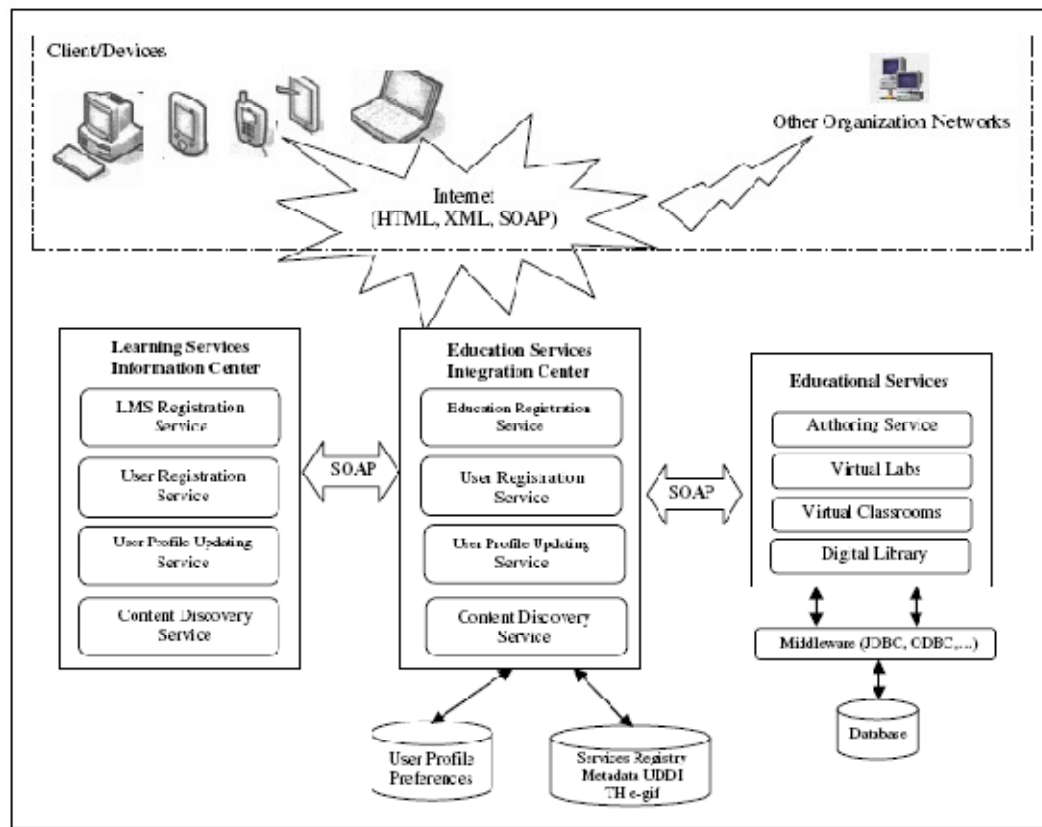 Client/Devices
Other Organization Networks
Internet
(HTML, XML, SOAP)
Learning Services
Information Center
LMS Registration
Service
User Registration
Service
User Profile Updating
Service
Content Discovery
Service
SOAP
Education Services
Integration Center
Education Registration
Service
User Registration
Service
User Profile Updating
Service
Content Discovery
Service
SOAP
Educational Services
Authoring Service
Virtual Labs
Virtual Classrooms
Digital Library
Middleware (JDBC, ODBC,...)
Database
User Profile
Preferences
Services Registry
Metadata UDDI
TH e-gif